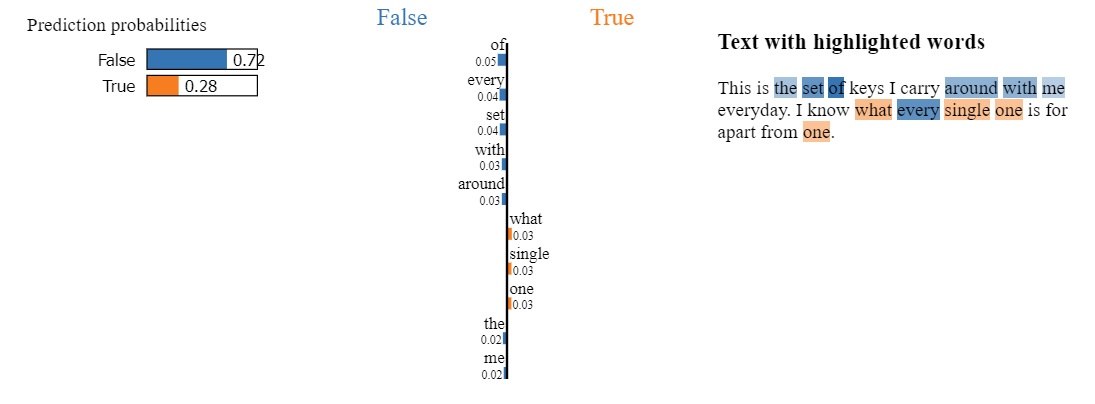 Prediction probabilities
False 0.72
True 0.28
False True
of
0.05
every
0.04
set
0.04
with
0.03
around
0.03
what
0.03
single
0.03
one
0.03
the
0.02
me
0.02
Text with highlighted words
This is the set of keys I carry around with me
everyday. I know what every single one is for
apart from one.